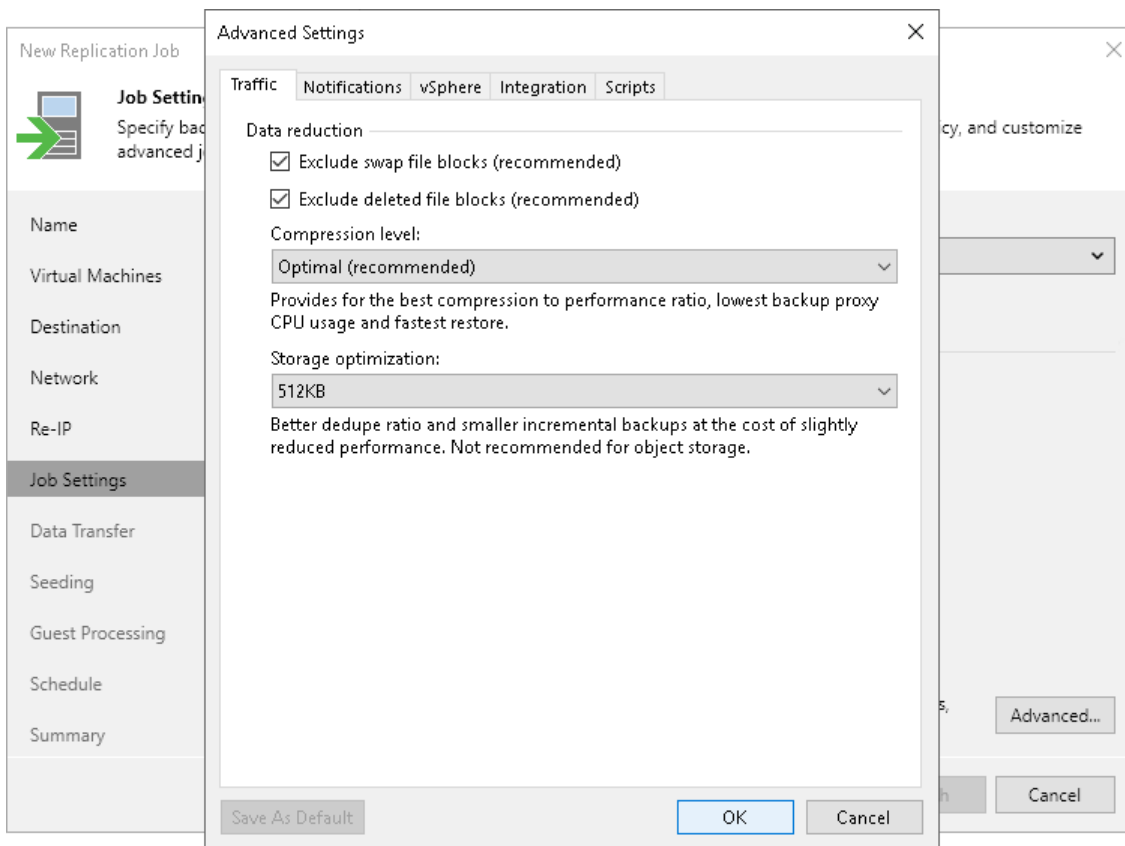 New Replication Job
Job Settin
Specify bac
advanced j
icy, and customize
Name
Virtual Machines
Destination
Network
Re-IP
Job Settings
Data Transfer
Seeding
Guest Processing
Schedule
Summary
Advanced Settings
Traffic
Notifications
vSphere
Integration
Scripts
Data reduction
Exclude swap file blocks (recommended)
Exclude deleted file blocks (recommended)
Compression level:
Optimal (recommended)
Provides for the best compression to performance ratio, lowest backup proxy
CPU usage and fastest restore.
Storage optimization:
512KB
Better dedupe ratio and smaller incremental backups at the cost of slightly
reduced performance. Not recommended for object storage.
Save As Default
OK
Cancel
s,
Advanced...
h
Cancel